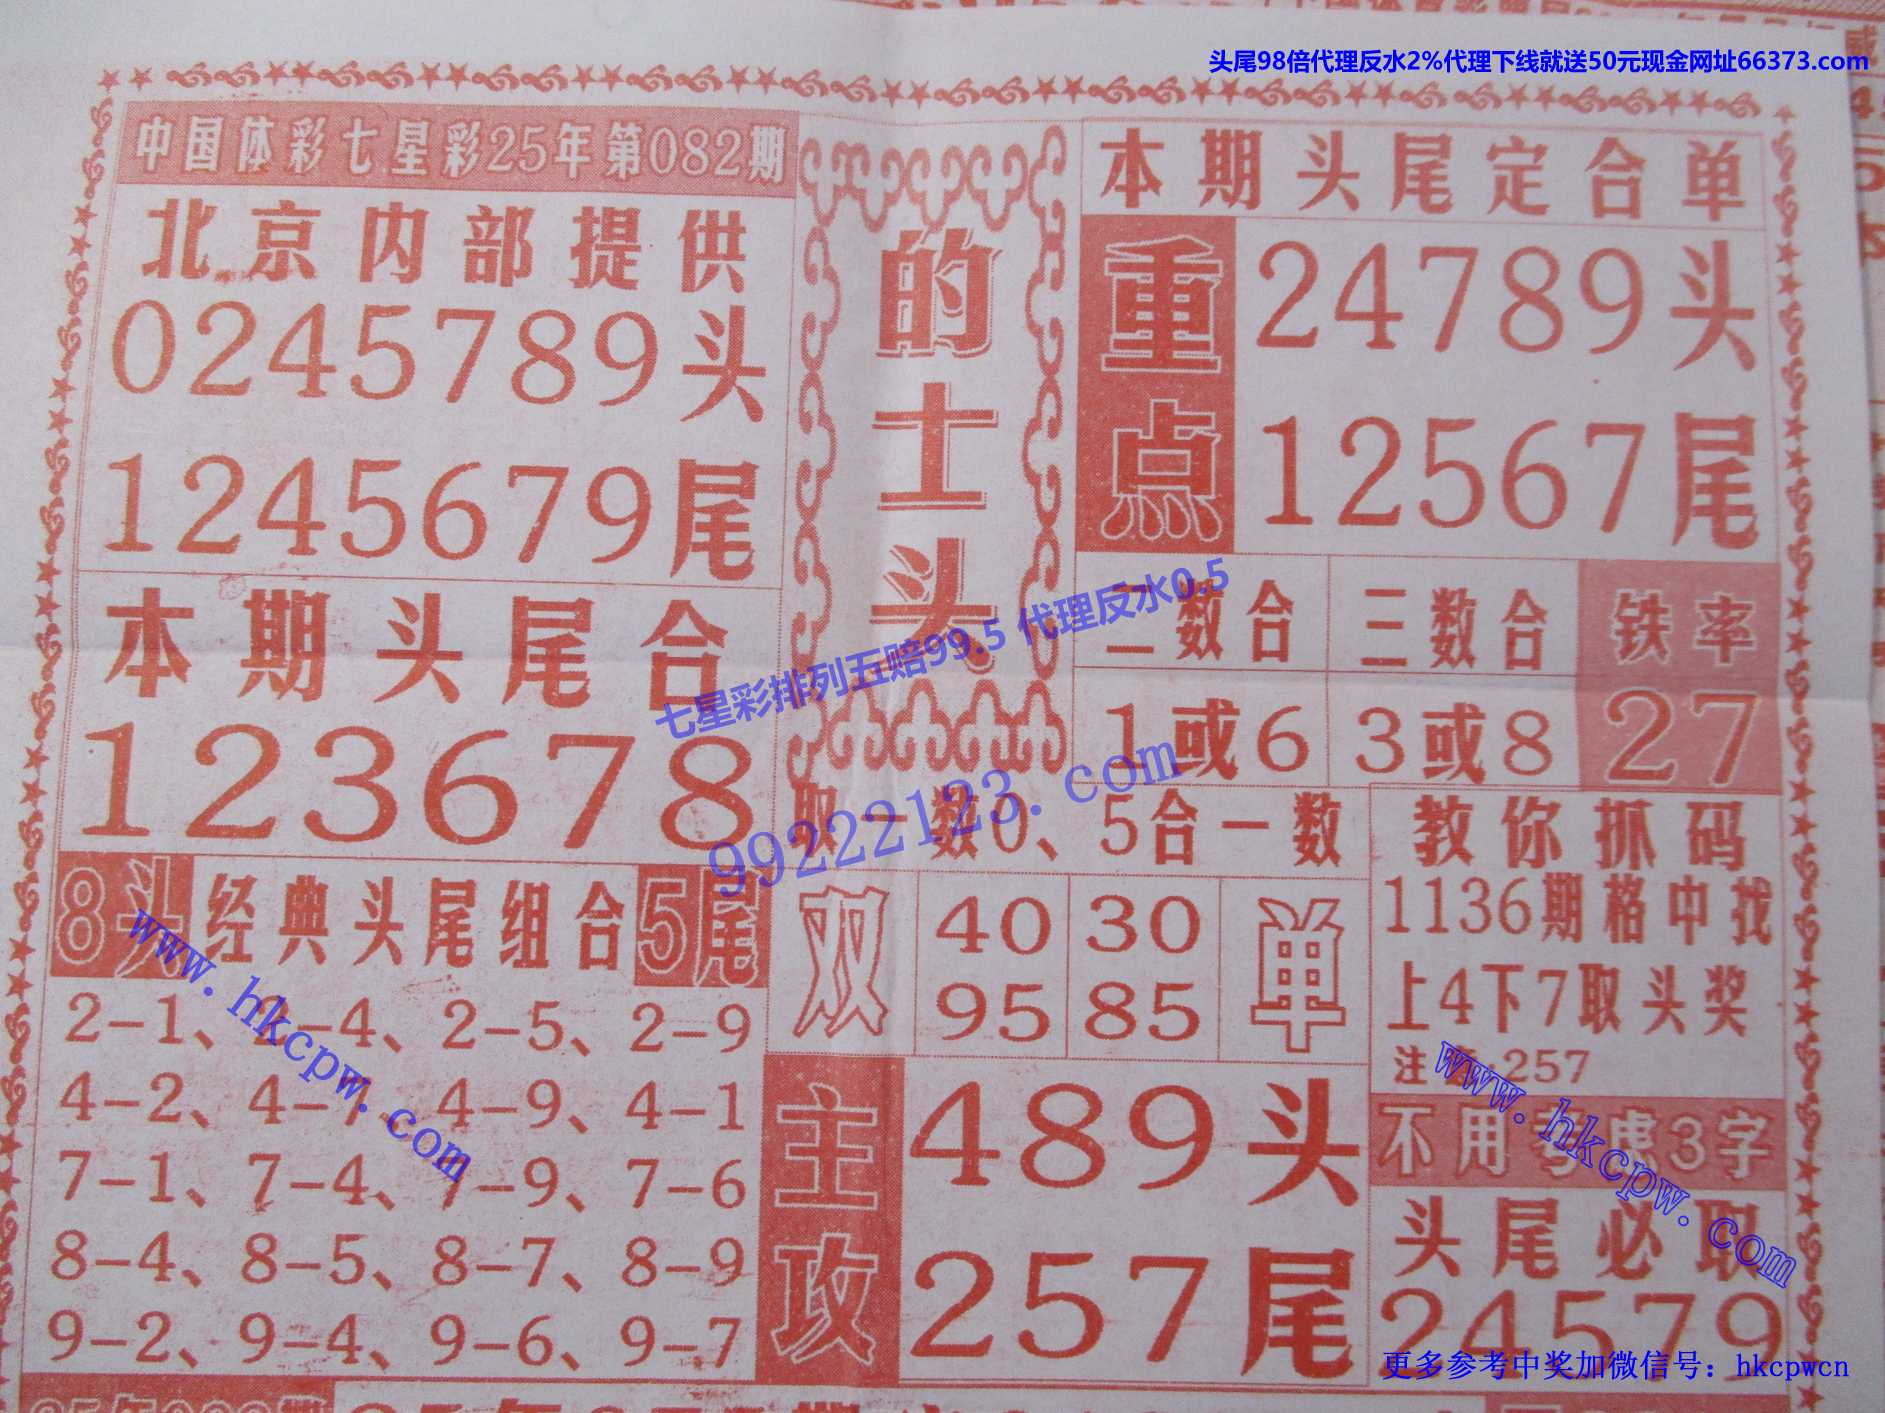 头尾98倍代理反水2%代理下线就送50元现金网址66373.com
中国体彩七星彩25年第082期
北京内部提供
0245789头
1245679尾
本期头尾合
123678
的士头
本期头尾定合单
重点
24789头
12567尾
二数合
1或6
三数合
3或8
铁率
27
七星彩排列五赔99.5 代理反水0.5
99222123.com
取一数0、5合一数
双
40
95
30
85
单
教你抓码
1136期格中找
上4下7取头奖
注 257
8头
经典头尾组合
5尾
2-1、2-4、2-5、2-9
4-2、4-7、4-9、4-1
7-1、7-4、7-9、7-6
8-4、8-5、8-7、8-9
9-2、9-4、9-6、9-7
www.hkcpw.com
主攻
489头
257尾
不用考虑3字
头尾必取
24579
www.hkcpw.com
更多参考中奖加微信号：hkcpwcn